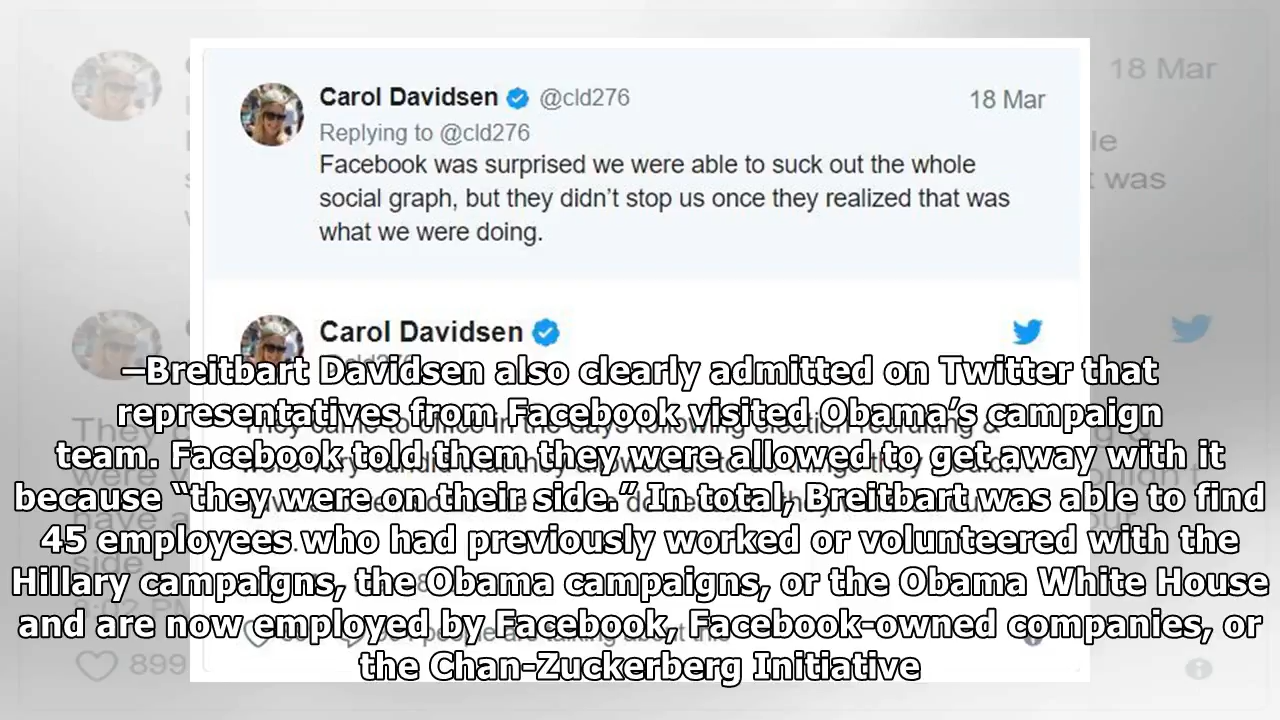 Carol Davidsen @cld276
18 Mar
Replying to @cld276
Facebook was surprised we were able to suck out the whole
social graph, but they didn’t stop us once they realized that was
what we were doing.
Carol Davidsen
—Breitbart Davidsen also clearly admitted on Twitter that
representatives from Facebook visited Obama’s campaign
team. Facebook told them they were allowed to get away with it
because “they were on their side.” In total, Breitbart was able to find
45 employees who had previously worked or volunteered with the
Hillary campaigns, the Obama campaigns, or the Obama White House
and are now employed by Facebook, Facebook-owned companies, or
the Chan-Zuckerberg Initiative
18 Mar
was
They
were
have a
side
899